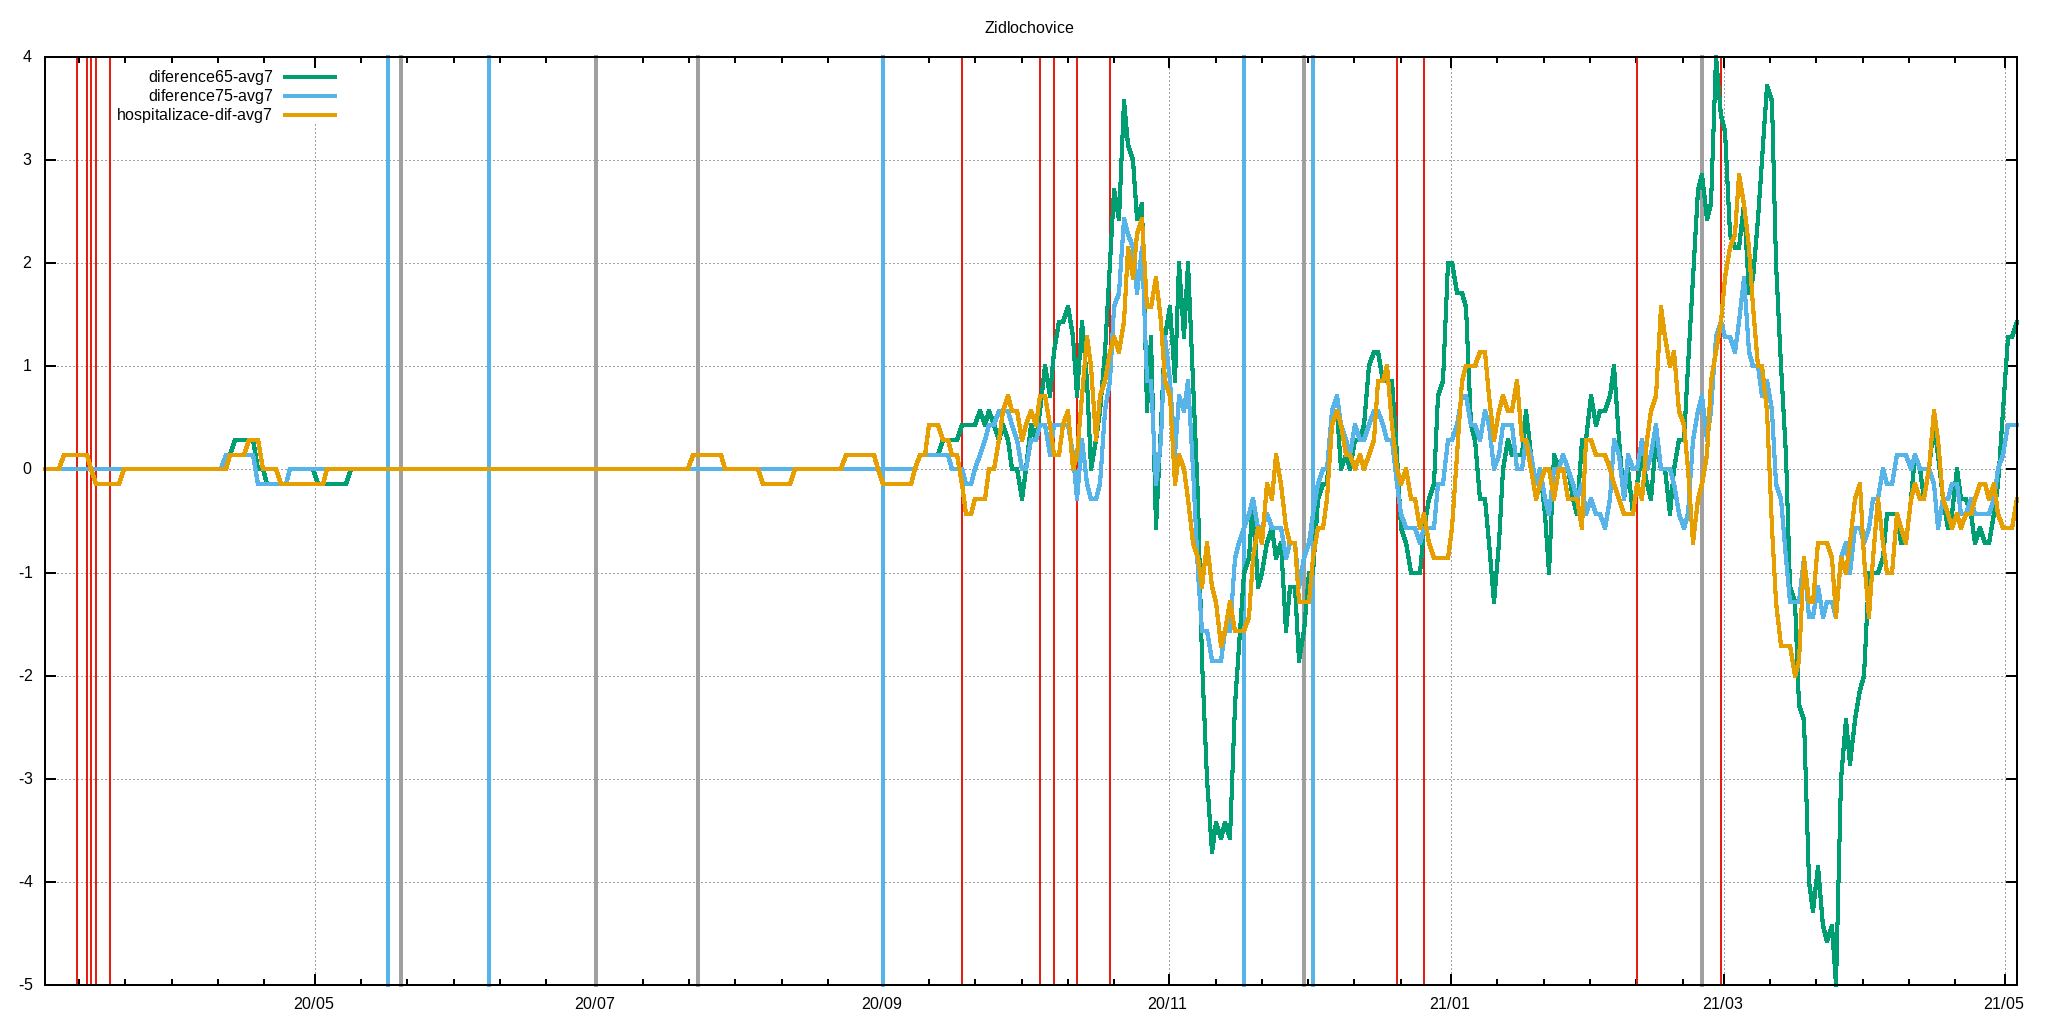 Zidlochovice
diference65-avg7
diference75-avg7
hospitalizace-dif-avg7
4
3
2
1
0
-1
-2
-3
-4
-5
20/05 20/07 20/09 20/11 21/01 21/03 21/05